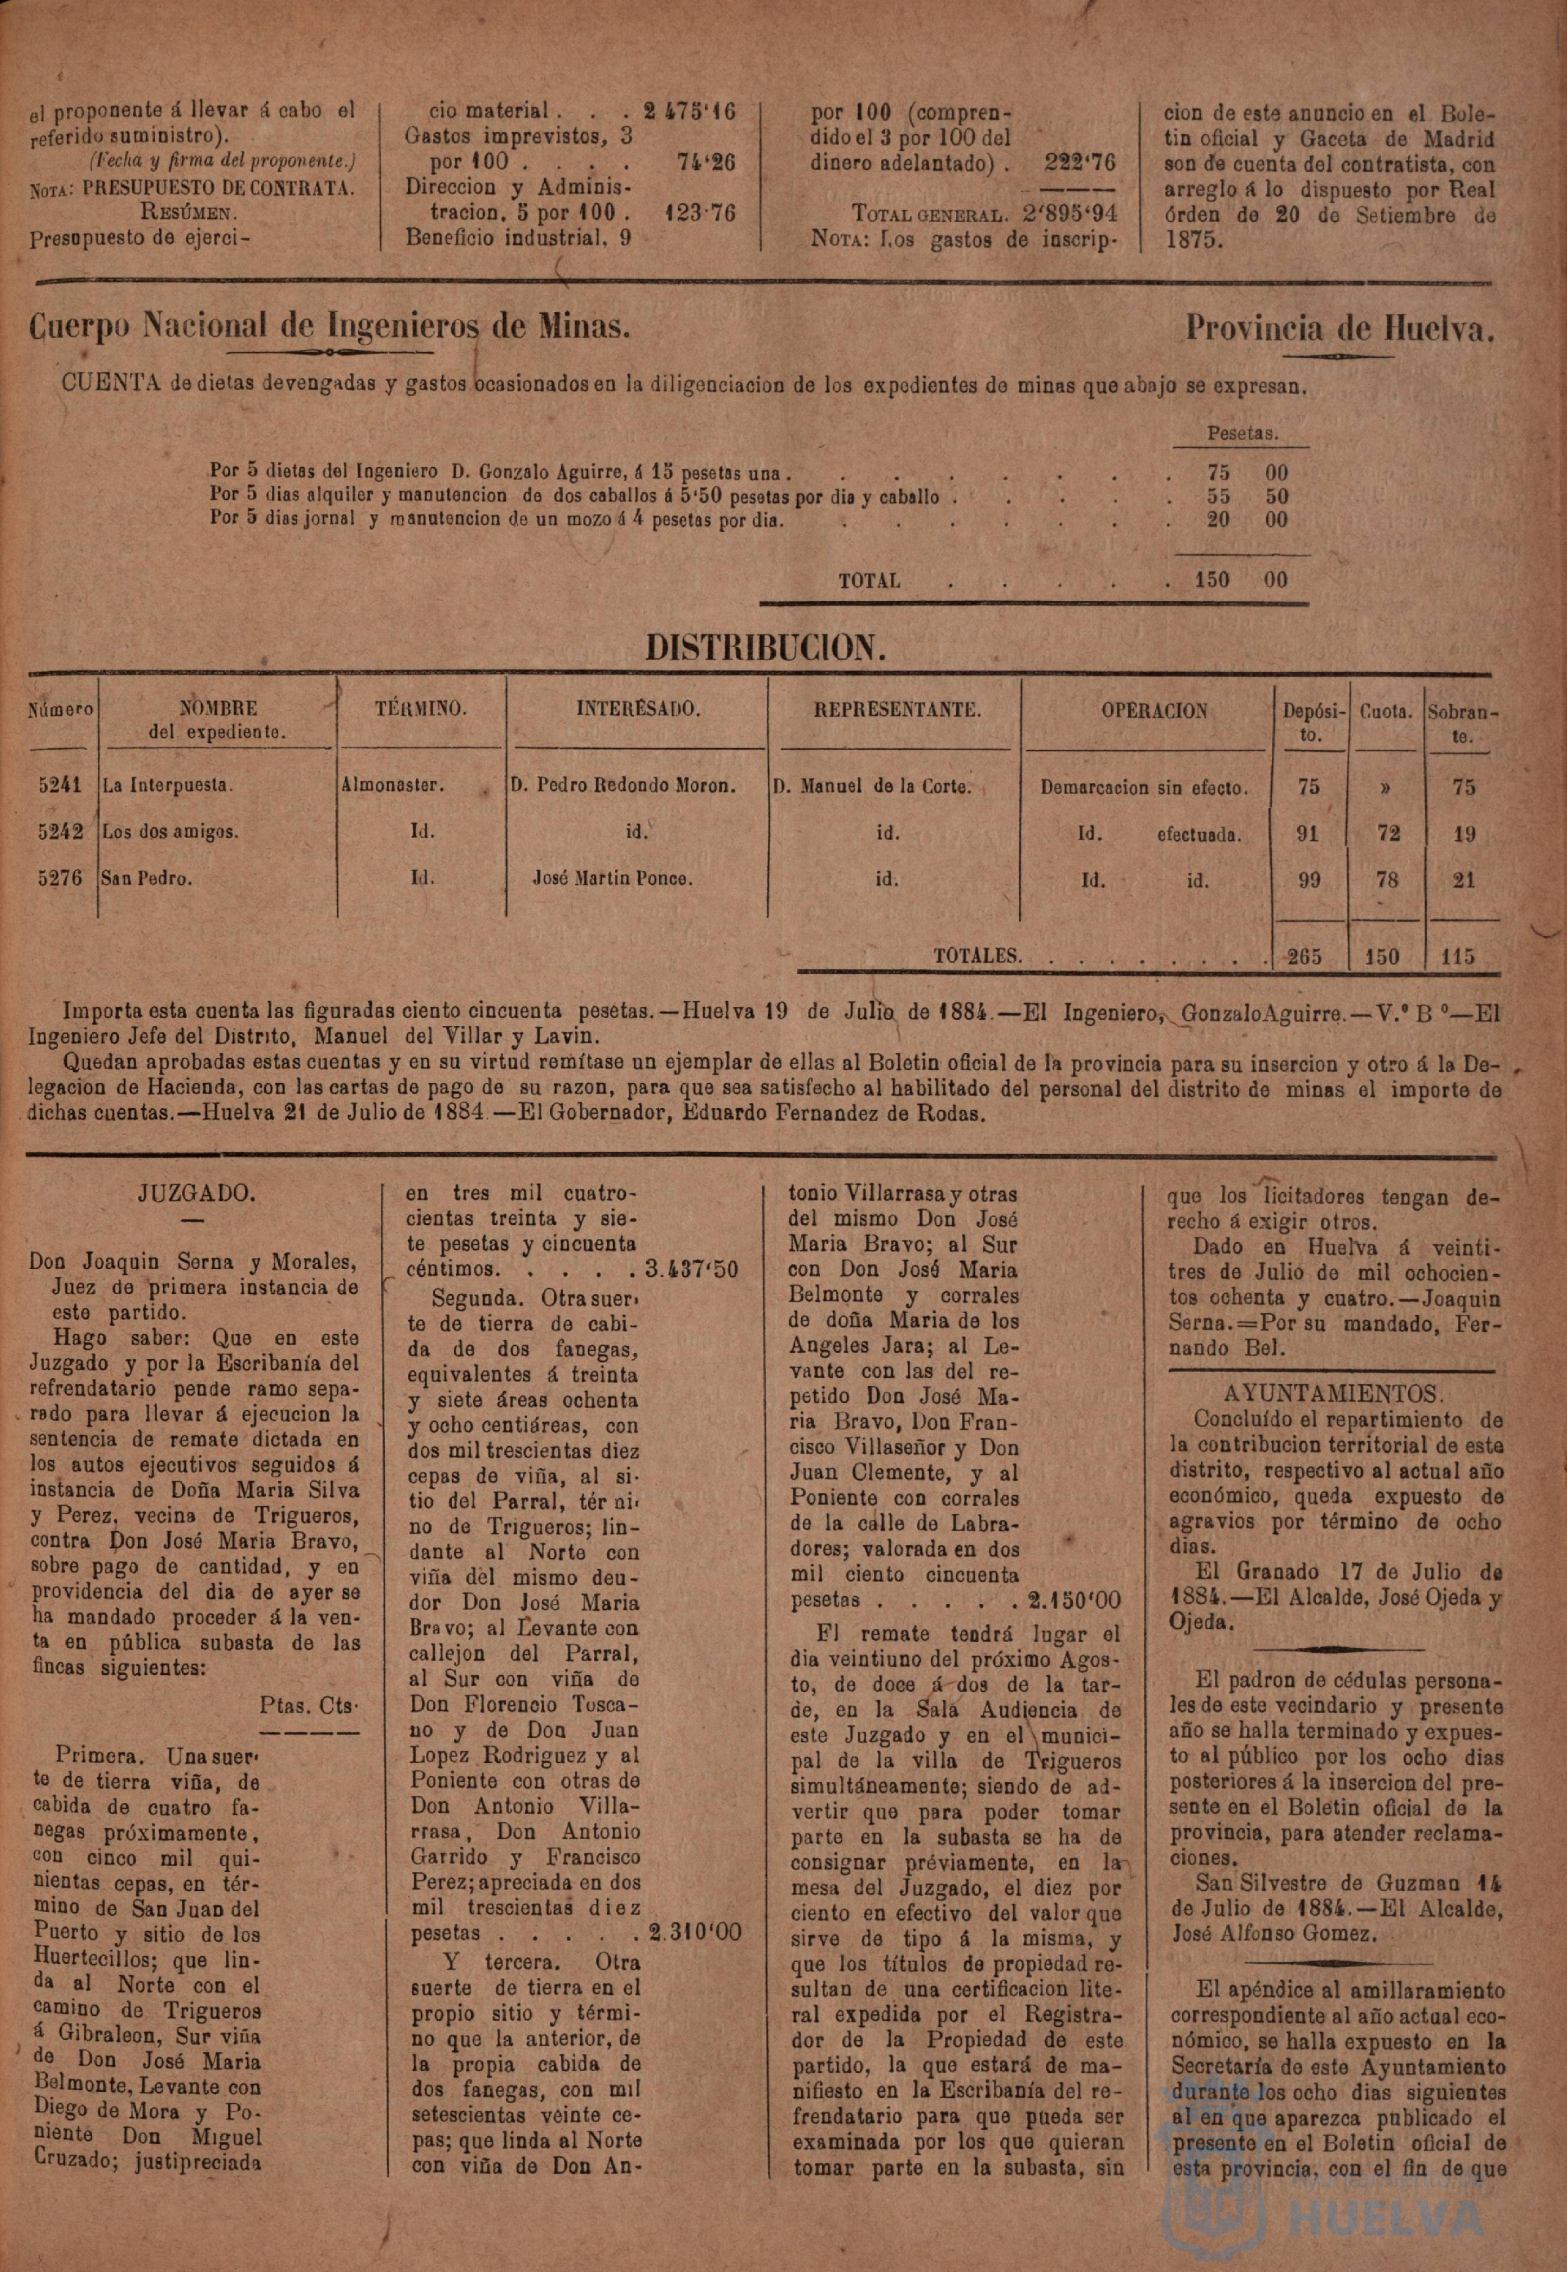 el proponente á llevar á cabo el
referido suministro).
(Fecha y firma del proponente.)
NOTA: PRESUPUESTO DE CONTRATA.
RESÚMEN.
Presupuesto de ejerci-
cio material . . . 2 475'16
Gastos imprevistos, 3
por 100 . . . . 74'26
Direccion y Adminis-
tracion, 5 por 100 . 123'76
Beneficio industrial, 9
por 100 (compren-
dido el 3 por 100 del
dinero adelantado) . 222'76
TOTAL GENERAL. 2'895'94
NOTA: Los gastos de inscrip-
cion de este anuncio en el Bole-
tin oficial y Gaceta de Madrid
son de cuenta del contratista, con
arreglo á lo dispuesto por Real
órden de 20 de Setiembre de
1875.
Cuerpo Nacional de Ingenieros de Minas. Provincia de Huelva.
CUENTA de dietas devengadas y gastos ocasionados en la diligenciacion de los expedientes de minas que abajo se expresan.
Pesetas.
Por 5 dietas del Ingeniero D. Gonzalo Aguirre, á 15 pesetas una . . . . . . . . 75 00
Por 5 dias alquiler y manutencion de dos caballos á 5'50 pesetas por dia y caballo . . . . . 55 50
Por 5 dias jornal y manutencion de un mozo á 4 pesetas por dia. . . . . . . . 20 00
TOTAL . . . . . 150 00
DISTRIBUCION.
Número NOMBRE del expediente. TÉRMINO. INTERESADO. REPRESENTANTE. OPERACION Depósi-to. Cuota. Sobran-te.
5241 La Interpuesta. Almonaster. D. Pedro Redondo Moron. D. Manuel de la Corte. Demarcacion sin efecto. 75 » 75
5242 Los dos amigos. Id. id. id. Id. efectuada. 91 72 19
5276 San Pedro. Id. José Martin Ponce. id. Id. id. 99 78 21
TOTALES. . . . . . . . . 265 150 115
Importa esta cuenta las figuradas ciento cincuenta pesetas.—Huelva 19 de Julio de 1884.—El Ingeniero, Gonzalo Aguirre.—V.º B º—El
Ingeniero Jefe del Distrito, Manuel del Villar y Lavin.
Quedan aprobadas estas cuentas y en su virtud remítase un ejemplar de ellas al Boletin oficial de la provincia para su insercion y otro á la De-
legacion de Hacienda, con las cartas de pago de su razon, para que sea satisfecho al habilitado del personal del distrito de minas el importe de
dichas cuentas.—Huelva 21 de Julio de 1884.—El Gobernador, Eduardo Fernandez de Rodas.
JUZGADO.
Don Joaquin Serna y Morales,
Juez de primera instancia de
este partido.
Hago saber: Que en este
Juzgado y por la Escribanía del
refrendatario pende ramo sepa-
rado para llevar á ejecucion la
sentencia de remate dictada en
los autos ejecutivos seguidos á
instancia de Doña Maria Silva
y Perez, vecina de Trigueros,
contra Don José Maria Bravo,
sobre pago de cantidad, y en
providencia del dia de ayer se
ha mandado proceder á la ven-
ta en pública subasta de las
fincas siguientes:
Ptas. Cts.
Primera. Una suer-
te de tierra viña, de
cabida de cuatro fa-
negas próximamente,
con cinco mil qui-
nientas cepas, en tér-
mino de San Juan del
Puerto y sitio de los
Huertecillos; que lin-
da al Norte con el
camino de Trigueros
á Gibraleon, Sur viña
de Don José Maria
Belmonte, Levante con
Diego de Mora y Po-
niente Don Miguel
Cruzado; justipreciada
en tres mil cuatro-
cientas treinta y sie-
te pesetas y cincuenta
céntimos. . . . . 3.437'50
Segunda. Otra suer-
te de tierra de cabi-
da de dos fanegas,
equivalentes á treinta
y siete áreas ochenta
y ocho centiáreas, con
dos mil trescientas diez
cepas de viña, al si-
tio del Parral, tér ni-
no de Trigueros; lin-
dante al Norte con
viña del mismo deu-
dor Don José Maria
Bravo; al Levante con
callejon del Parral,
al Sur con viña de
Don Florencio Tosca-
no y de Don Juan
Lopez Rodriguez y al
Poniente con otras de
Don Antonio Villa-
rrasa, Don Antonio
Garrido y Francisco
Perez; apreciada en dos
mil trescientas diez
pesetas . . . . . 2.310'00
Y tercera. Otra
suerte de tierra en el
propio sitio y térmi-
no que la anterior, de
la propia cabida de
dos fanegas, con mil
setescientas veinte ce-
pas; que linda al Norte
con viña de Don An-
tonio Villarrasa y otras
del mismo Don José
Maria Bravo; al Sur
con Don José Maria
Belmonte y corrales
de doña Maria de los
Angeles Jara; al Le-
vante con las del re-
petido Don José Ma-
ria Bravo, Don Fran-
cisco Villaseñor y Don
Juan Clemente, y al
Poniente con corrales
de la calle de Labra-
dores; valorada en dos
mil ciento cincuenta
pesetas . . . . . 2.150'00
El remate tendrá lugar el
dia veintiuno del próximo Agos-
to, de doce á dos de la tar-
de, en la Sala Audiencia de
este Juzgado y en el munici-
pal de la villa de Trigueros
simultáneamente; siendo de ad-
vertir que para poder tomar
parte en la subasta se ha de
consignar préviamente, en la
mesa del Juzgado, el diez por
ciento en efectivo del valor que
sirve de tipo á la misma, y
que los títulos de propiedad re-
sultan de una certificacion lite-
ral expedida por el Registra-
dor de la Propiedad de este
partido, la que estará de ma-
nifiesto en la Escribanía del re-
frendatario para que pueda ser
examinada por los que quieran
tomar parte en la subasta, sin
que los licitadores tengan de-
recho á exigir otros.
Dado en Huelva á veinti-
tres de Julio de mil ochocien-
tos ochenta y cuatro.—Joaquin
Serna.=Por su mandado, Fer-
nando Bel.
AYUNTAMIENTOS.
Concluído el repartimiento de
la contribucion territorial de este
distrito, respectivo al actual año
económico, queda expuesto de
agravios por término de ocho
dias.
El Granado 17 de Julio de
1884.—El Alcalde, José Ojeda y
Ojeda.
El padron de cédulas persona-
les de este vecindario y presente
año se halla terminado y expues-
to al público por los ocho dias
posteriores á la insercion del pre-
sente en el Boletin oficial de la
provincia, para atender reclama-
ciones.
San Silvestre de Guzman 14
de Julio de 1884.—El Alcalde,
José Alfonso Gomez.
El apéndice al amillaramiento
correspondiente al año actual eco-
nómico, se halla expuesto en la
Secretaría de este Ayuntamiento
durante los ocho dias siguientes
al en que aparezca publicado el
presente en el Boletin oficial de
esta provincia, con el fin de que
HUELVA